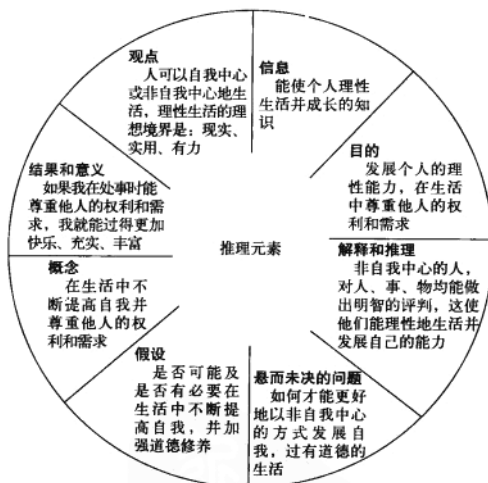 观点
人可以自我中心
或非自我中心地生
活，理性生活的理
想境界是：现实、
实用、有力
信息
能使个人理性
生活并成长的知
识
目的
发展个人的理
性能力，在生活
中尊重他人的权
利和需求
解释和推理
非自我中心的人，
对人、事、物均能做
出明智的评判，这使
他们能理性地生活并
发展自己的能力
悬而未决的问题
如何才能更好
地以非自我中心
的方式发展自
我，过有道德的
生活
假设
是否可能及
是否有必要在
生活中不断提
高自我，并加
强道德修养
概念
在生活中不
断提高自我并
尊重他人的权
利和需求
结果和意义
如果我在处事时能
尊重他人的权利和需
求，我就能过得更加
快乐、充实、丰富
推理元素